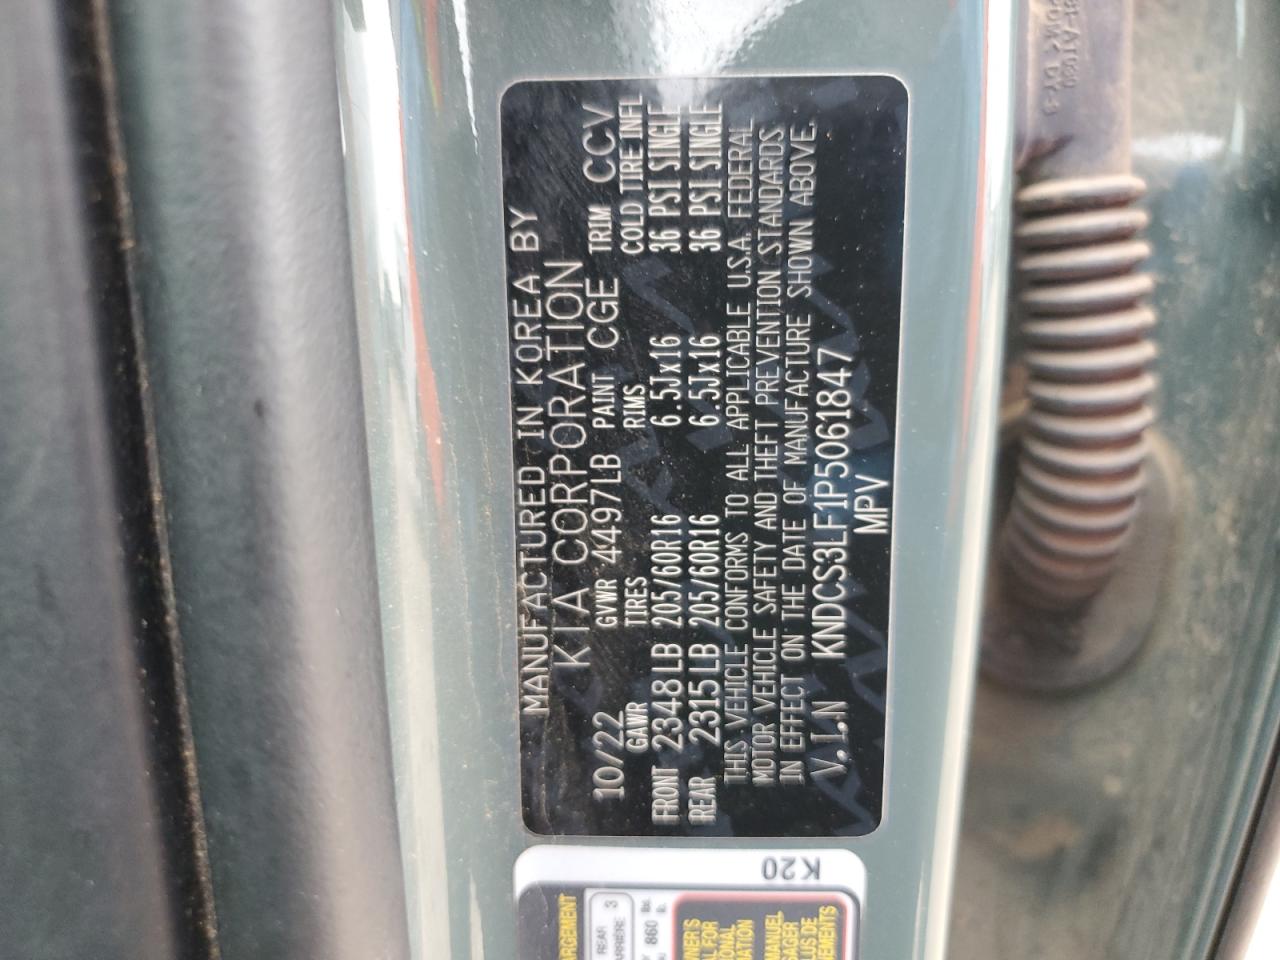 MANUFACTURED IN KOREA BY
KIA CORPORATION
10/22 GVWR 4497LB PAINT CGE TRIM CCV
GAWR TIRES RIMS COLD TIRE INFL
FRONT 2348LB 205/60R16 6.5Jx16 36 PSI SINGLE
REAR 2315LB 205/60R16 6.5Jx16 36 PSI SINGLE
THIS VEHICLE CONFORMS TO ALL APPLICABLE U.S.A. FEDERAL
MOTOR VEHICLE SAFETY AND THEFT PREVENTION STANDARDS
IN EFFECT ON THE DATE OF MANUFACTURE SHOWN ABOVE.
V.I.N KNDCS3LF1P5061847
MPV
K20
REAR 3
860